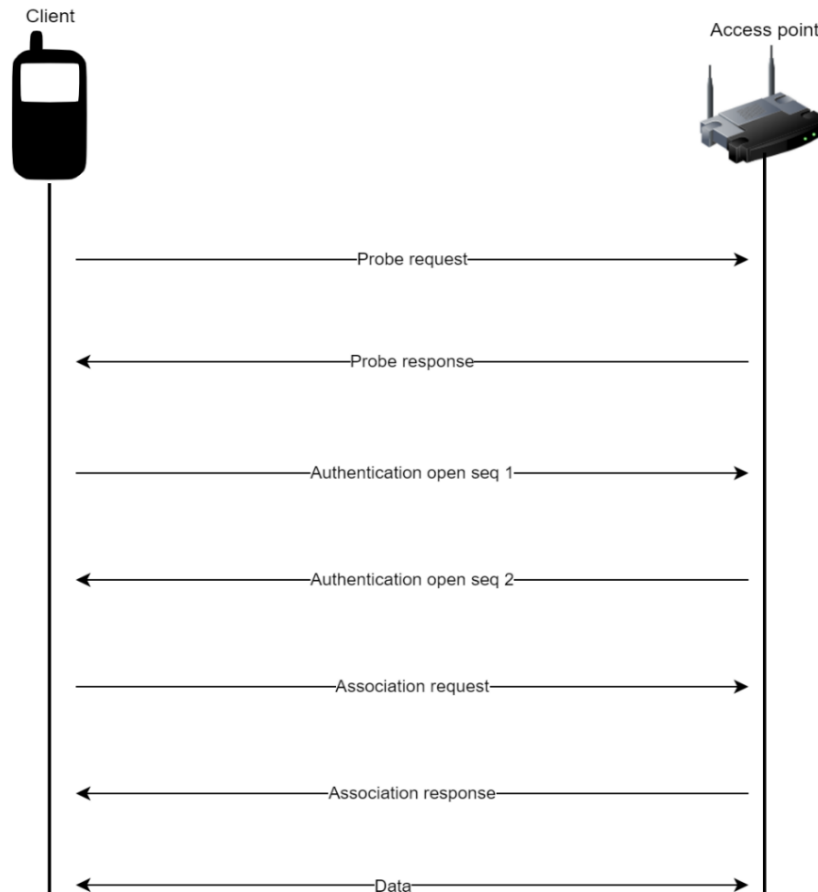 Client
Access point
Probe request
Probe response
Authentication open seq 1
Authentication open seq 2
Association request
Association response
Data